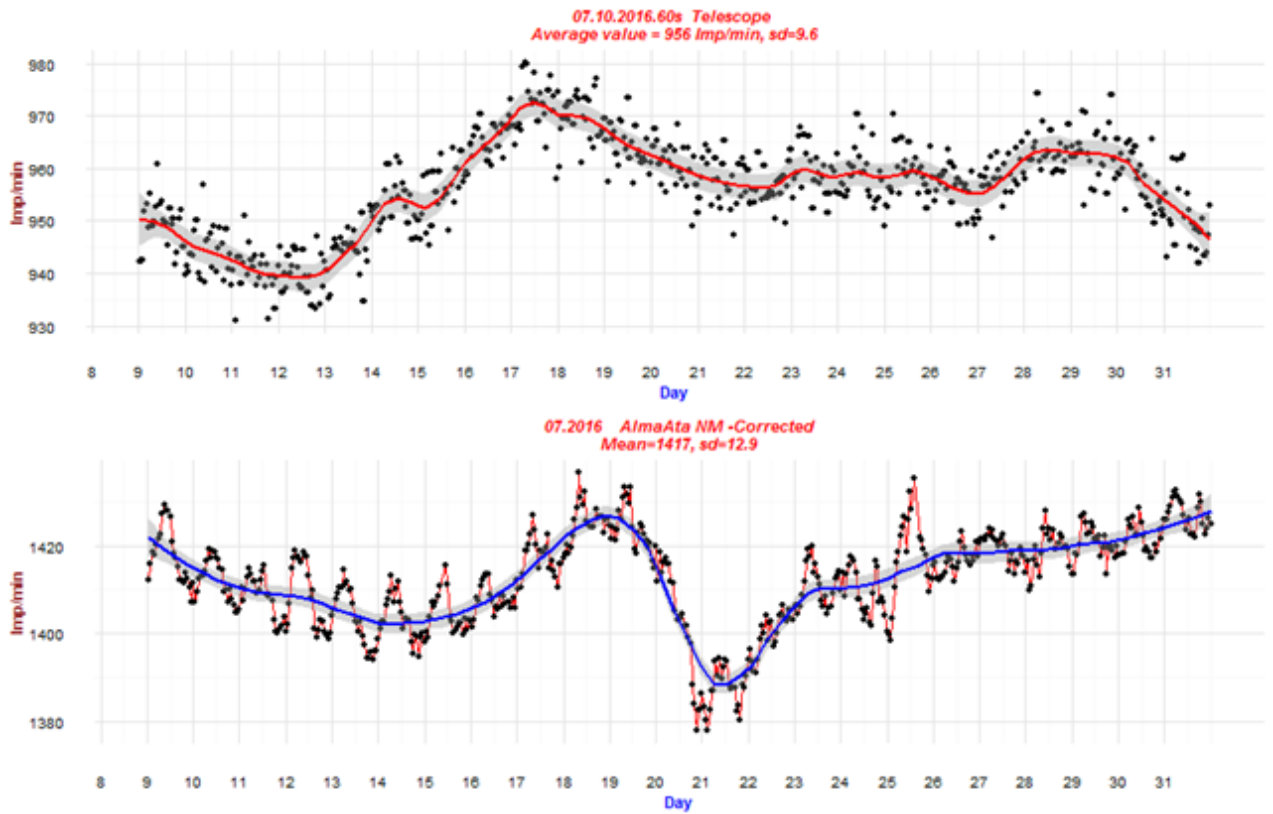 07.10.2016.60s Telescope
Average value = 956 Imp/min, sd=9.6
Imp/min
980
970
960
950
940
930
8 9 10 11 12 13 14 15 16 17 18 19 20 21 22 23 24 25 26 27 28 29 30 31
Day
07.2016 AlmaAta NM -Corrected
Mean=1417, sd=12.9
Imp/min
1420
1400
1380
8 9 10 11 12 13 14 15 16 17 18 19 20 21 22 23 24 25 26 27 28 29 30 31
Day